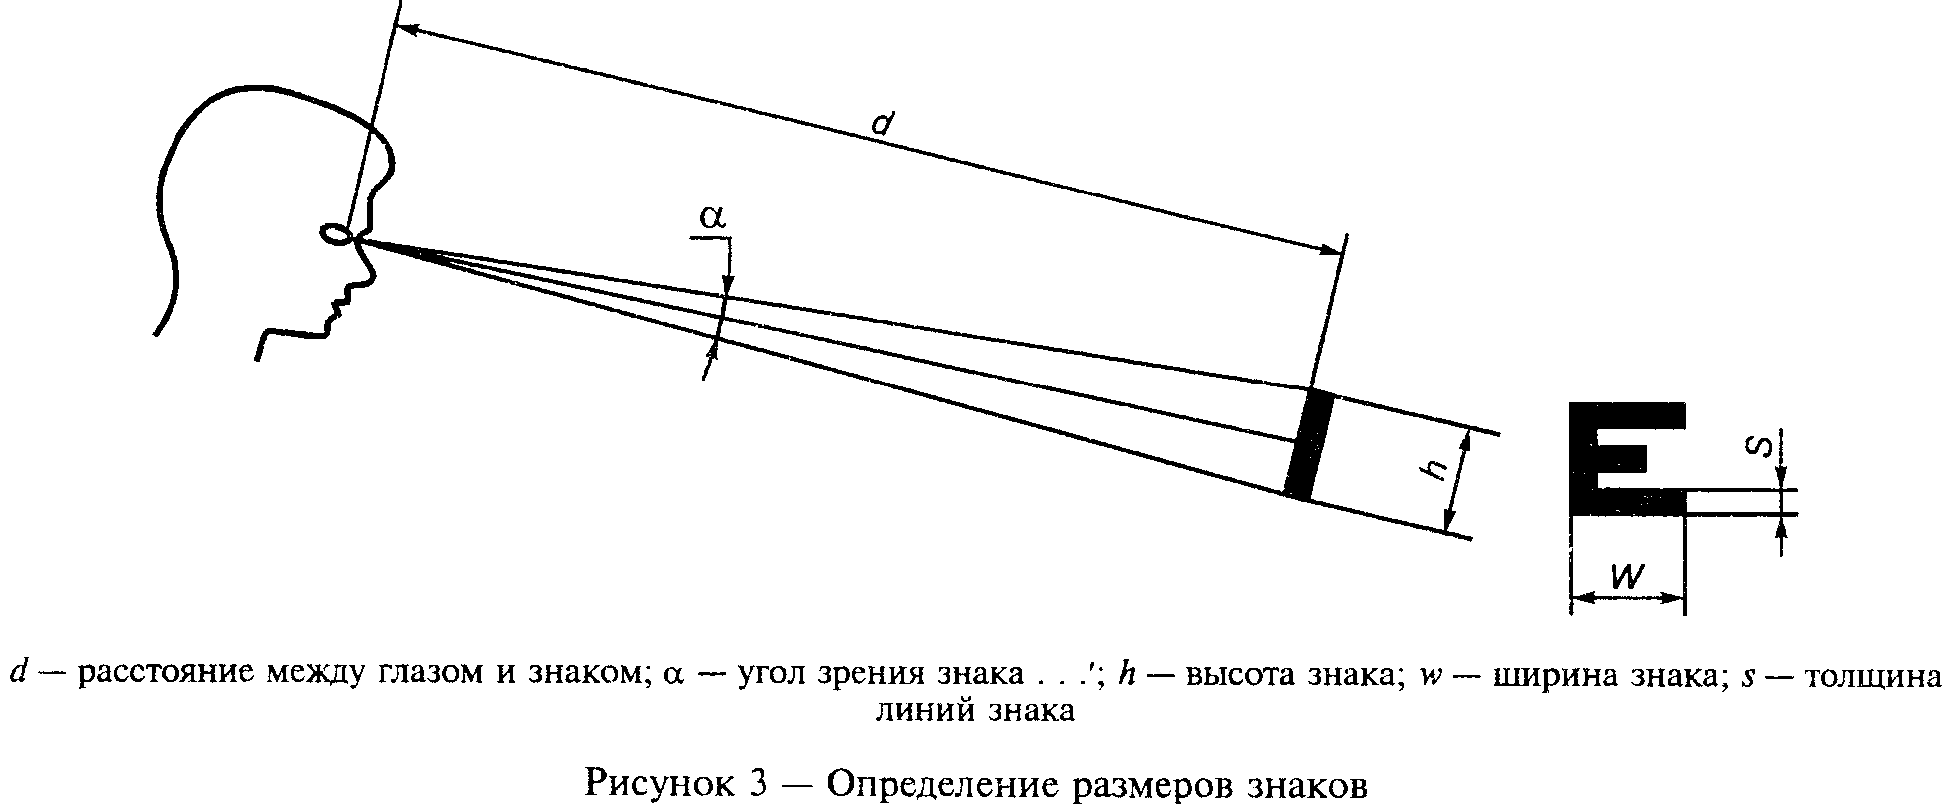 d
α
h
S
W
d — расстояние между глазом и знаком; α — угол зрения знака . . .′; h — высота знака; w — ширина знака; s — толщина
линий знака
Рисунок 3 — Определение размеров знаков
E